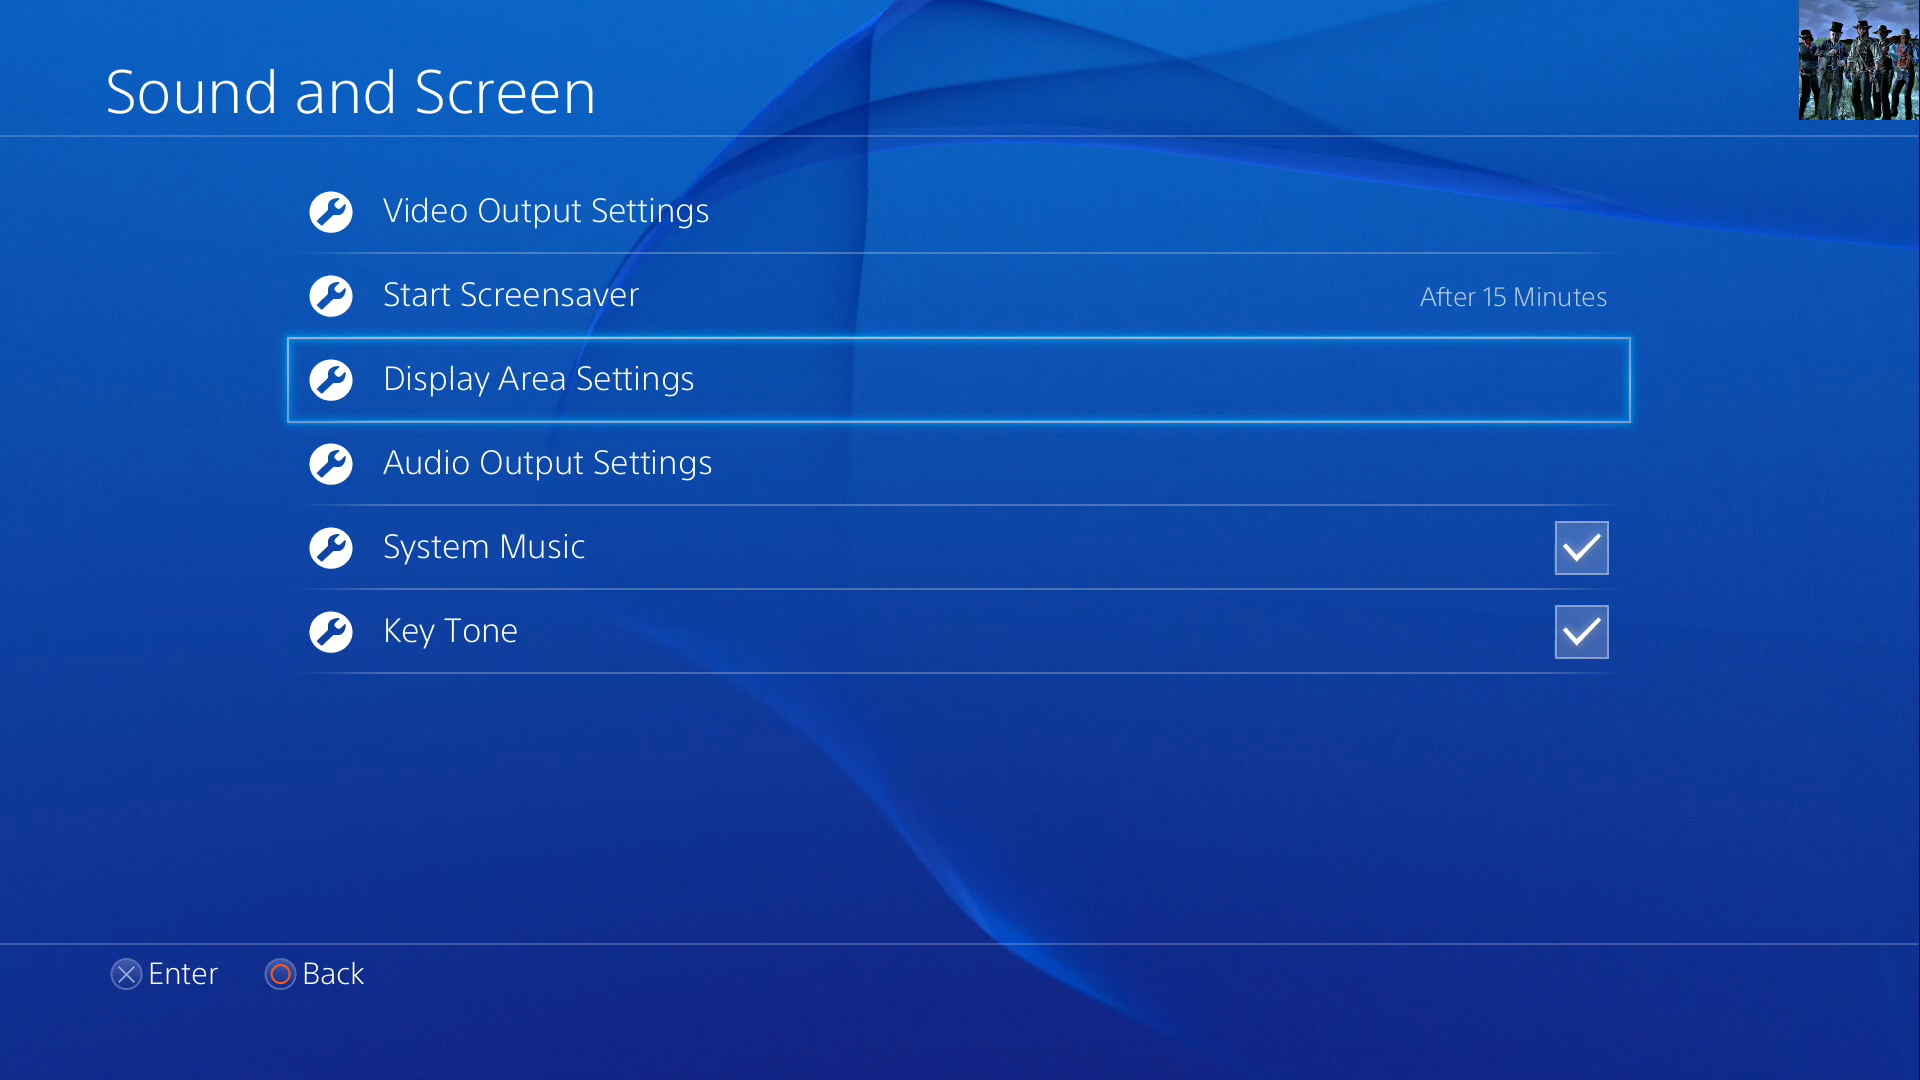 Sound and Screen
Video Output Settings
Start Screensaver After 15 Minutes
Display Area Settings
Audio Output Settings
System Music
Key Tone
Enter Back